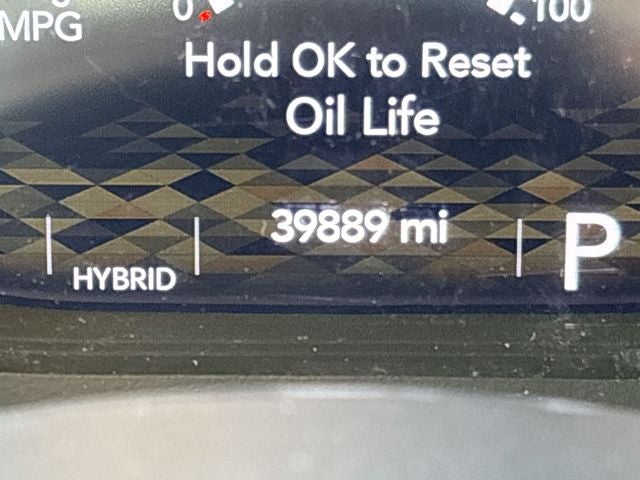 MPG
0
100
Hold OK to Reset
Oil Life
39889 mi
HYBRID
P